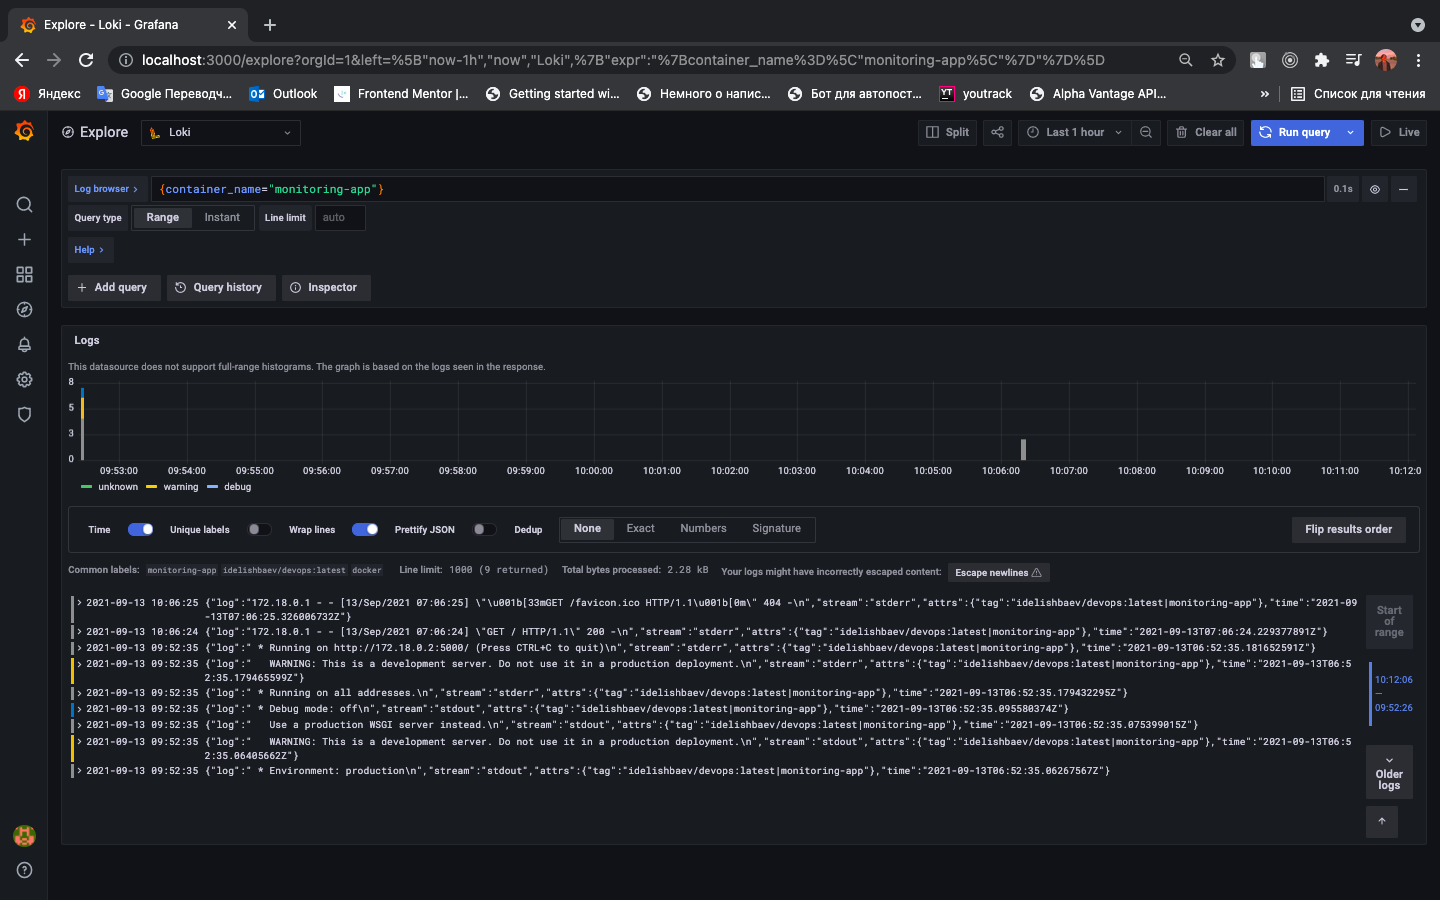 Explore - Loki - Grafana
localhost:3000/explore?orgId=1&left=%5B"now-1h","now","Loki",%7B"expr":"%7Bcontainer_name%3D%5C"monitoring-app%5C"%7D"%7D%5D
Яндекс
Google Переводч...
Outlook
Frontend Mentor |...
Getting started wi...
Немного о напис...
Бот для автопост...
youtrack
Alpha Vantage API...
»
Список для чтения
Explore
Loki
Split
Last 1 hour
Clear all
Run query
Live
Log browser >
{container_name="monitoring-app"}
0.1s
Query type
Range
Instant
Line limit
auto
Help >
+ Add query
Query history
Inspector
Logs
This datasource does not support full-range histograms. The graph is based on the logs seen in the response.
8
5
3
0
09:53:00 09:54:00 09:55:00 09:56:00 09:57:00 09:58:00 09:59:00 10:00:00 10:01:00 10:02:00 10:03:00 10:04:00 10:05:00 10:06:00 10:07:00 10:08:00 10:09:00 10:10:00 10:11:00 10:12:0
unknown warning debug
Time
Unique labels
Wrap lines
Prettify JSON
Dedup
None
Exact
Numbers
Signature
Flip results order
Common labels: monitoring-app idelishbaev/devops:latest docker Line limit: 1000 (9 returned) Total bytes processed: 2.28 kB Your logs might have incorrectly escaped content: Escape newlines
2021-09-13 10:06:25 {"log":"172.18.0.1 - - [13/Sep/2021 07:06:25] \"\u001b[33mGET /favicon.ico HTTP/1.1\u001b[0m\" 404 -\n","stream":"stderr","attrs":{"tag":"idelishbaev/devops:latest|monitoring-app"},"time":"2021-09
-13T07:06:25.326006732Z"}
2021-09-13 10:06:24 {"log":"172.18.0.1 - - [13/Sep/2021 07:06:24] \"GET / HTTP/1.1\" 200 -\n","stream":"stderr","attrs":{"tag":"idelishbaev/devops:latest|monitoring-app"},"time":"2021-09-13T07:06:24.229377891Z"}
2021-09-13 09:52:35 {"log":" * Running on http://172.18.0.2:5000/ (Press CTRL+C to quit)\n","stream":"stderr","attrs":{"tag":"idelishbaev/devops:latest|monitoring-app"},"time":"2021-09-13T06:52:35.181652591Z"}
2021-09-13 09:52:35 {"log":"   WARNING: This is a development server. Do not use it in a production deployment.\n","stream":"stderr","attrs":{"tag":"idelishbaev/devops:latest|monitoring-app"},"time":"2021-09-13T06:5
2:35.179465599Z"}
2021-09-13 09:52:35 {"log":" * Running on all addresses.\n","stream":"stderr","attrs":{"tag":"idelishbaev/devops:latest|monitoring-app"},"time":"2021-09-13T06:52:35.179432295Z"}
2021-09-13 09:52:35 {"log":" * Debug mode: off\n","stream":"stdout","attrs":{"tag":"idelishbaev/devops:latest|monitoring-app"},"time":"2021-09-13T06:52:35.095580374Z"}
2021-09-13 09:52:35 {"log":"   Use a production WSGI server instead.\n","stream":"stdout","attrs":{"tag":"idelishbaev/devops:latest|monitoring-app"},"time":"2021-09-13T06:52:35.075399015Z"}
2021-09-13 09:52:35 {"log":"   WARNING: This is a development server. Do not use it in a production deployment.\n","stream":"stdout","attrs":{"tag":"idelishbaev/devops:latest|monitoring-app"},"time":"2021-09-13T06:5
2:35.06405662Z"}
2021-09-13 09:52:35 {"log":" * Environment: production\n","stream":"stdout","attrs":{"tag":"idelishbaev/devops:latest|monitoring-app"},"time":"2021-09-13T06:52:35.06267567Z"}
Start
of
range
10:12:06
—
09:52:26
Older
logs